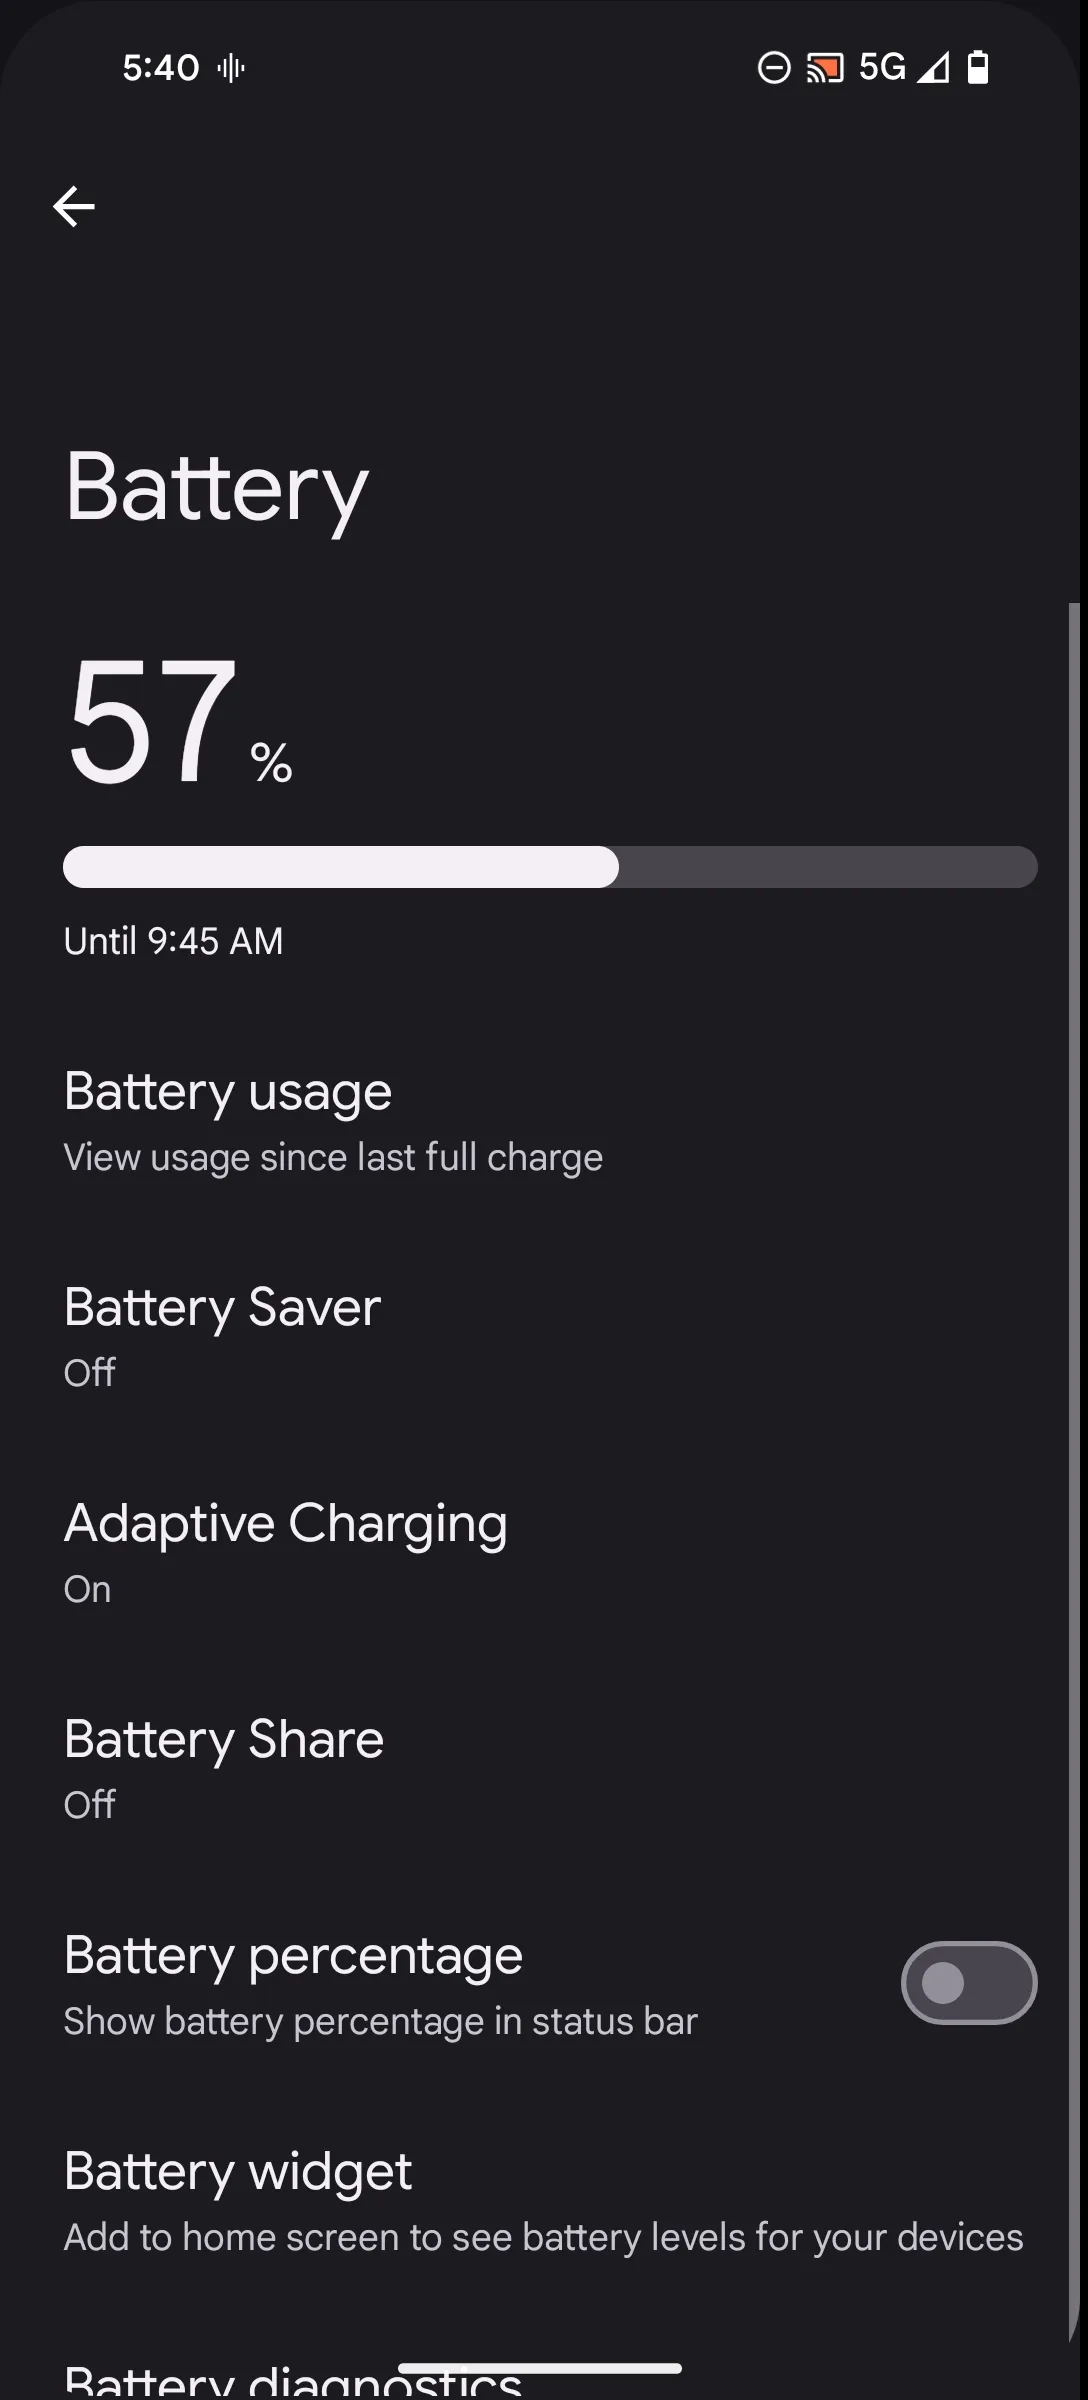 5:40 5G
Battery
57%
Until 9:45 AM
Battery usage
View usage since last full charge
Battery Saver
Off
Adaptive Charging
On
Battery Share
Off
Battery percentage
Show battery percentage in status bar
Battery widget
Add to home screen to see battery levels for your devices
Battery diagnostics